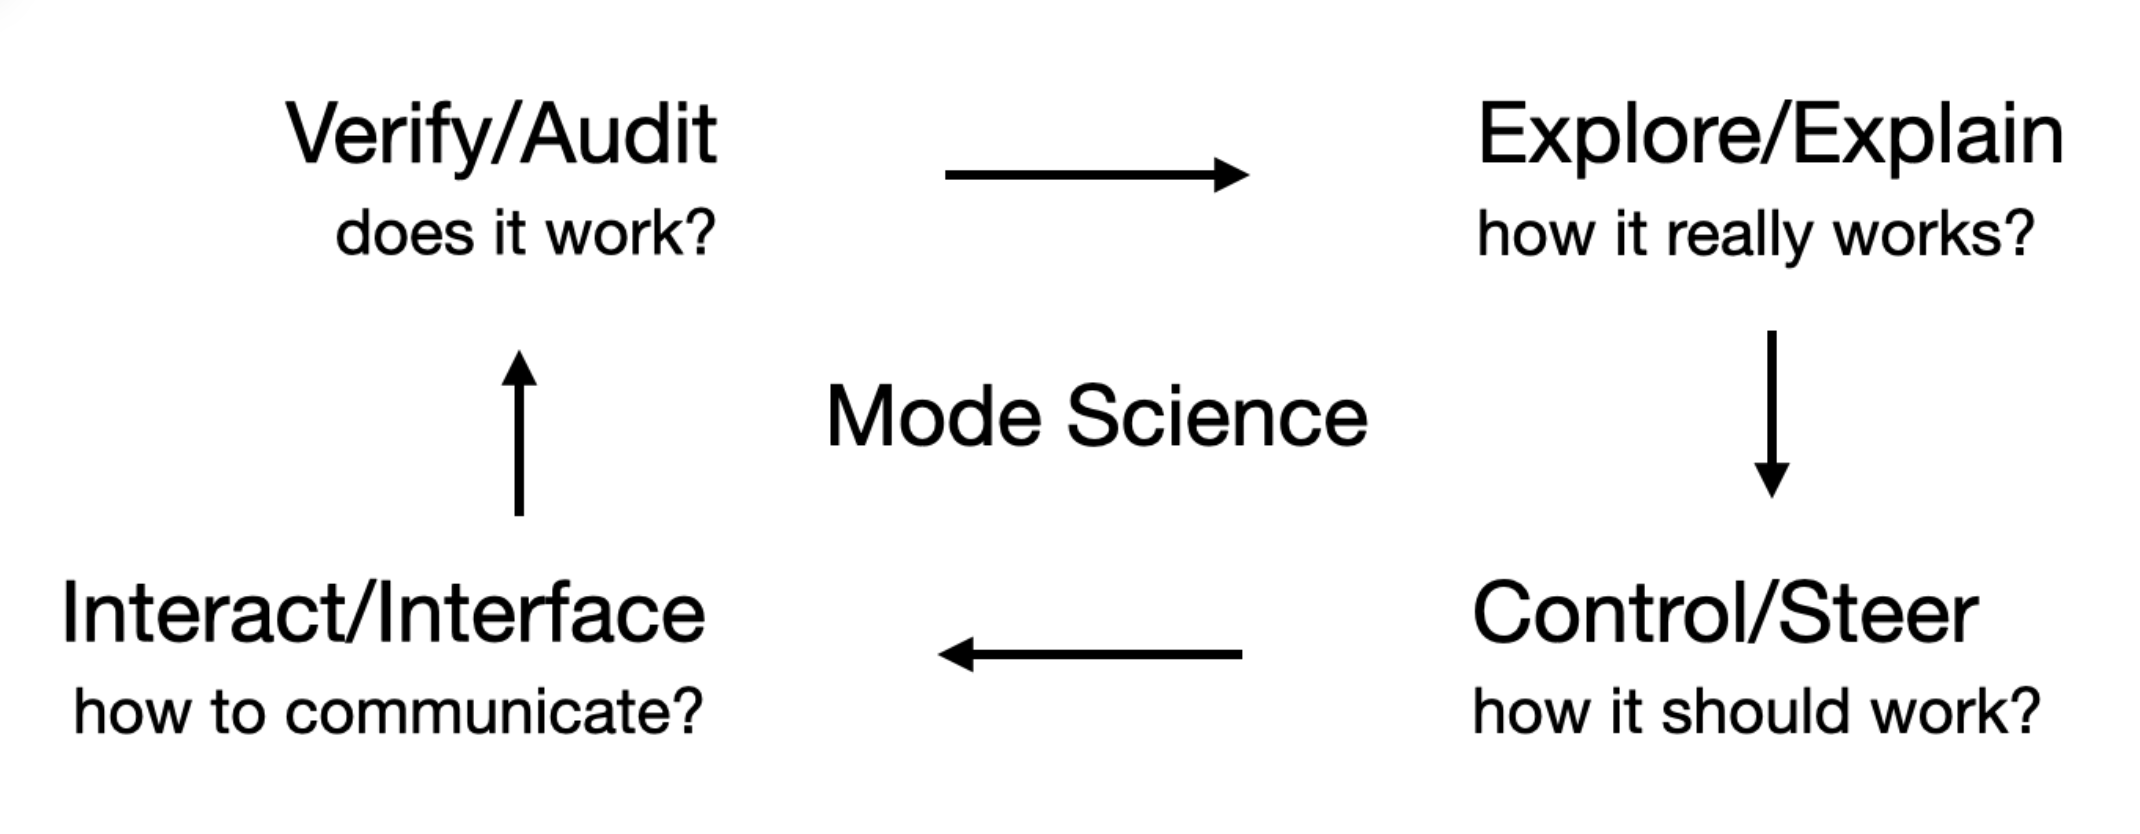 Verify/Audit
does it work?
Explore/Explain
how it really works?
Mode Science
Interact/Interface
how to communicate?
Control/Steer
how it should work?